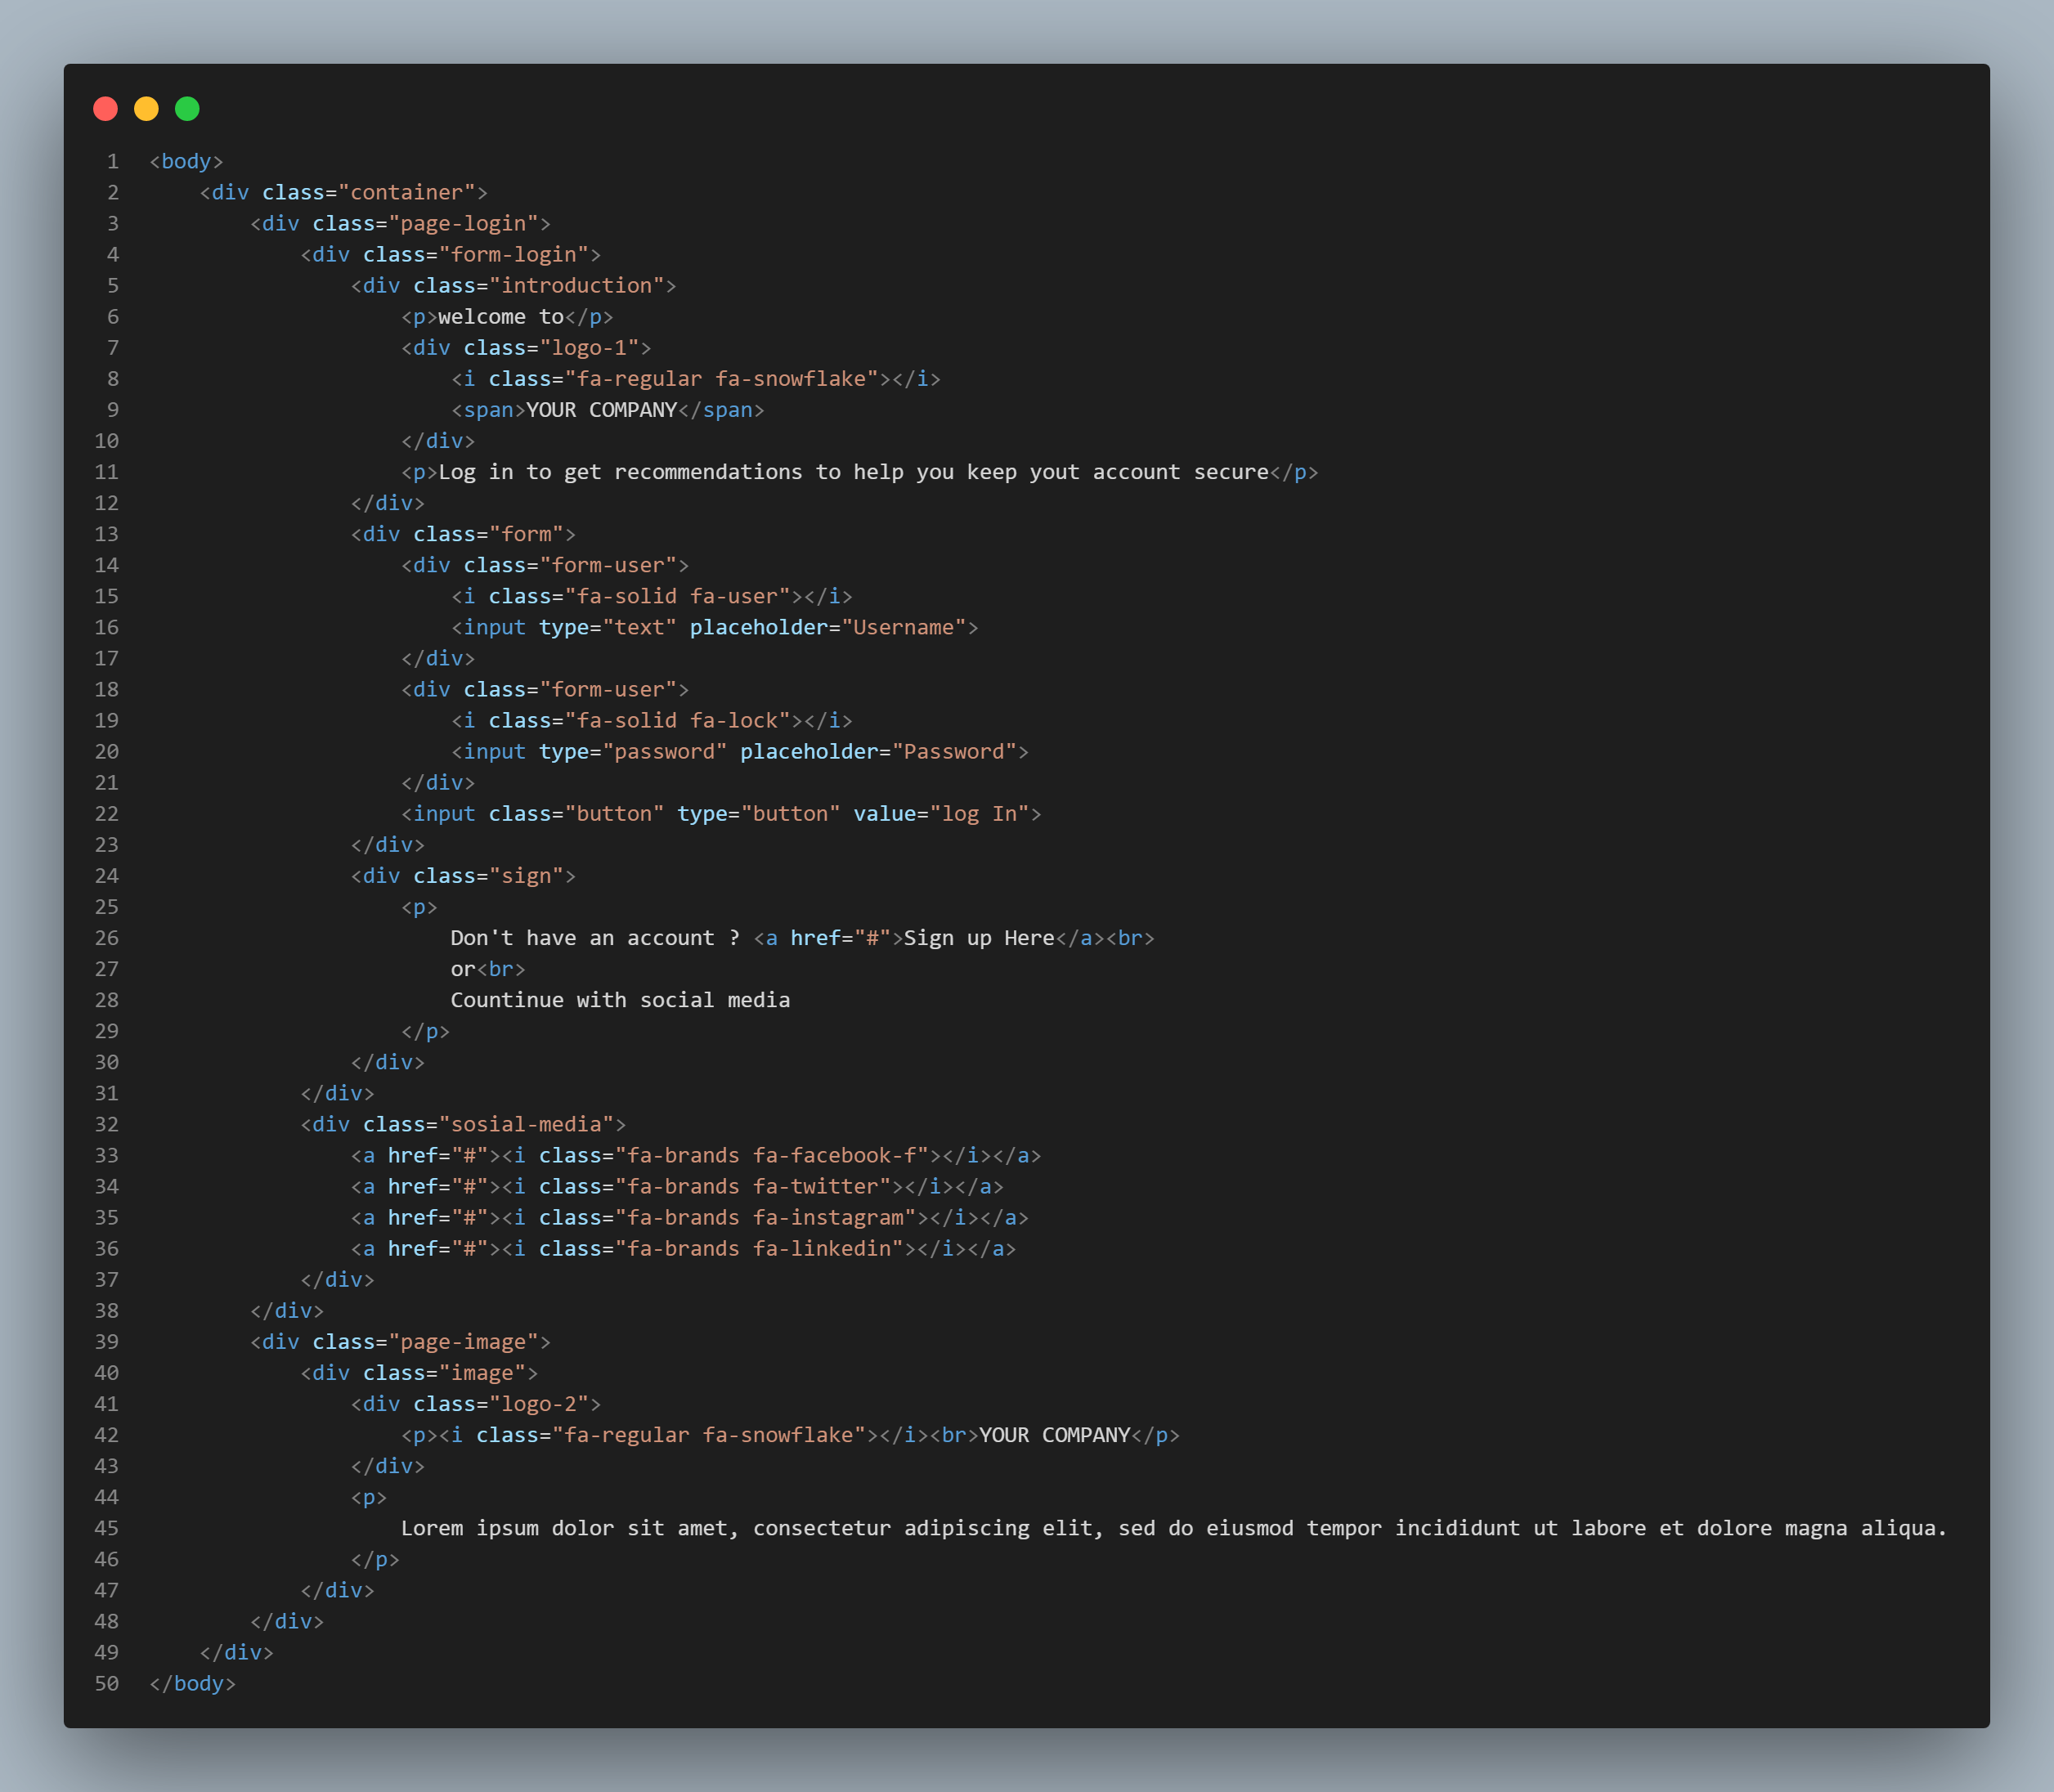 1 <body>
2     <div class="container">
3         <div class="page-login">
4             <div class="form-login">
5                 <div class="introduction">
6                     <p>welcome to</p>
7                     <div class="logo-1">
8                         <i class="fa-regular fa-snowflake"></i>
9                         <span>YOUR COMPANY</span>
10                     </div>
11                     <p>Log in to get recommendations to help you keep yout account secure</p>
12                 </div>
13                 <div class="form">
14                     <div class="form-user">
15                         <i class="fa-solid fa-user"></i>
16                         <input type="text" placeholder="Username">
17                     </div>
18                     <div class="form-user">
19                         <i class="fa-solid fa-lock"></i>
20                         <input type="password" placeholder="Password">
21                     </div>
22                     <input class="button" type="button" value="log In">
23                 </div>
24                 <div class="sign">
25                     <p>
26                         Don't have an account ? <a href="#">Sign up Here</a><br>
27                         or<br>
28                         Countinue with social media
29                     </p>
30                 </div>
31             </div>
32             <div class="sosial-media">
33                 <a href="#"><i class="fa-brands fa-facebook-f"></i></a>
34                 <a href="#"><i class="fa-brands fa-twitter"></i></a>
35                 <a href="#"><i class="fa-brands fa-instagram"></i></a>
36                 <a href="#"><i class="fa-brands fa-linkedin"></i></a>
37             </div>
38         </div>
39         <div class="page-image">
40             <div class="image">
41                 <div class="logo-2">
42                     <p><i class="fa-regular fa-snowflake"></i><br>YOUR COMPANY</p>
43                 </div>
44                 <p>
45                     Lorem ipsum dolor sit amet, consectetur adipiscing elit, sed do eiusmod tempor incididunt ut labore et dolore magna aliqua.
46                 </p>
47             </div>
48         </div>
49     </div>
50 </body>